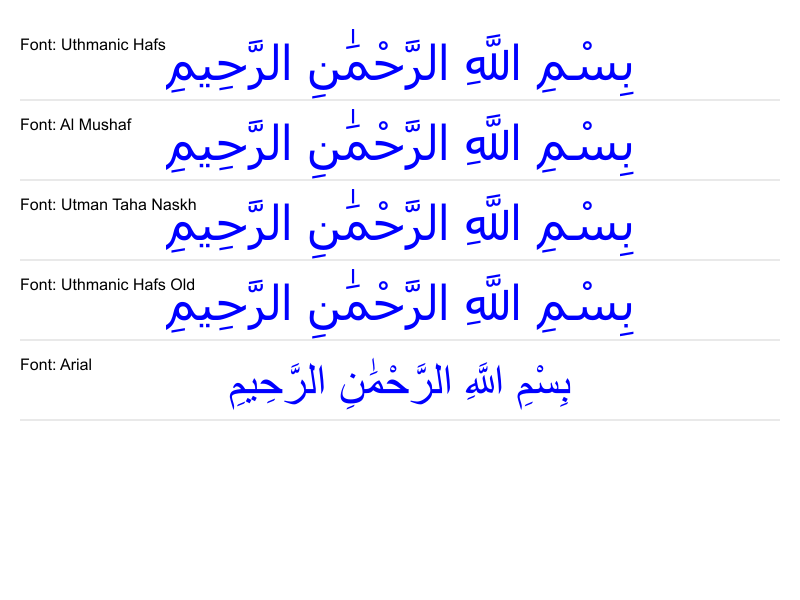 Font: Uthmanic Hafs
بِسْمِ اللَّهِ الرَّحْمَٰنِ الرَّحِيمِ
Font: Al Mushaf
بِسْمِ اللَّهِ الرَّحْمَٰنِ الرَّحِيمِ
Font: Utman Taha Naskh
بِسْمِ اللَّهِ الرَّحْمَٰنِ الرَّحِيمِ
Font: Uthmanic Hafs Old
بِسْمِ اللَّهِ الرَّحْمَٰنِ الرَّحِيمِ
Font: Arial
بِسْمِ اللَّهِ الرَّحْمَٰنِ الرَّحِيمِ